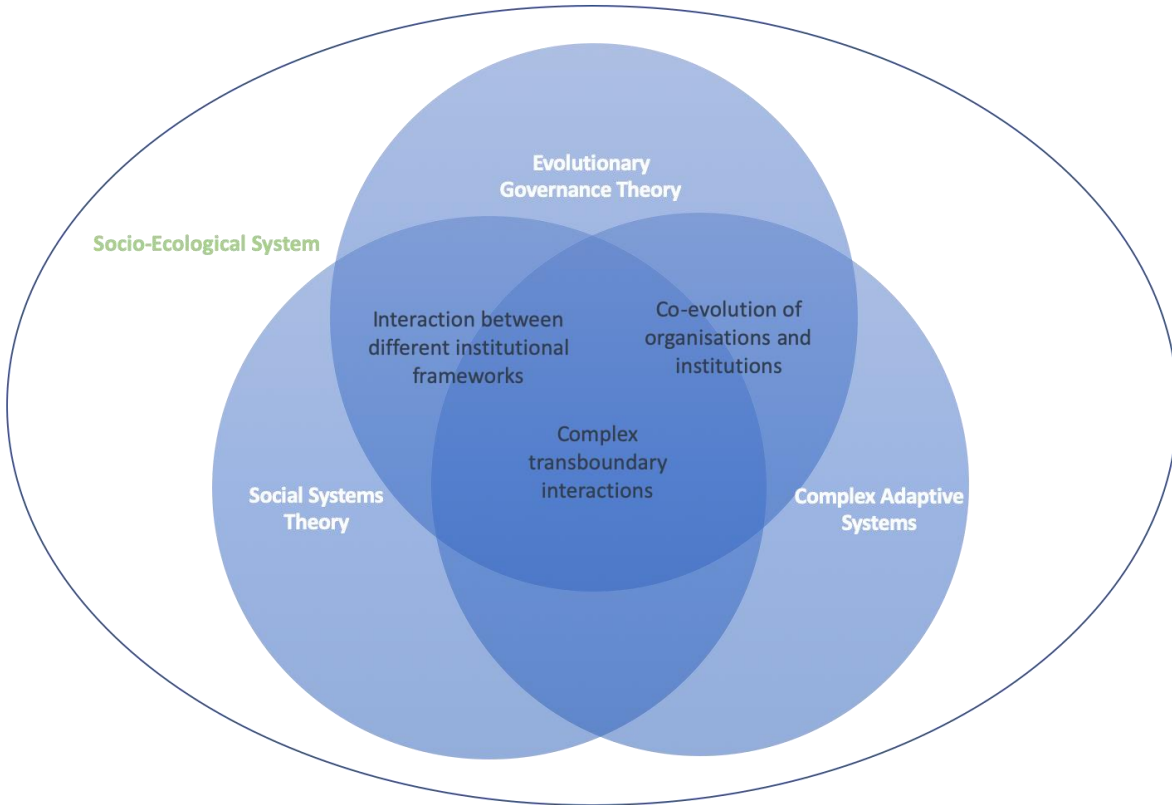 Evolutionary
Governance Theory
Socio-Ecological System
Interaction between
different institutional
frameworks
Co-evolution of
organisations and
institutions
Complex
transboundary
interactions
Social Systems
Theory
Complex Adaptive
Systems